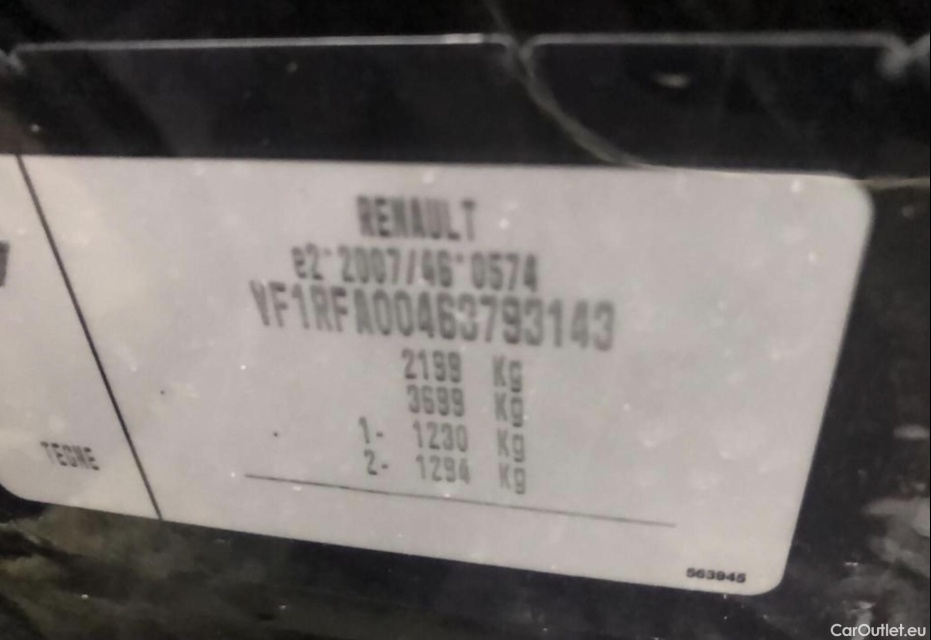 RENAULT
e2*2007/46*0574
VF1RFA00463793143
2199 Kg
3699 Kg
1- 1230 Kg
2- 1294 Kg
TEGNE
563945
CarOutlet.eu